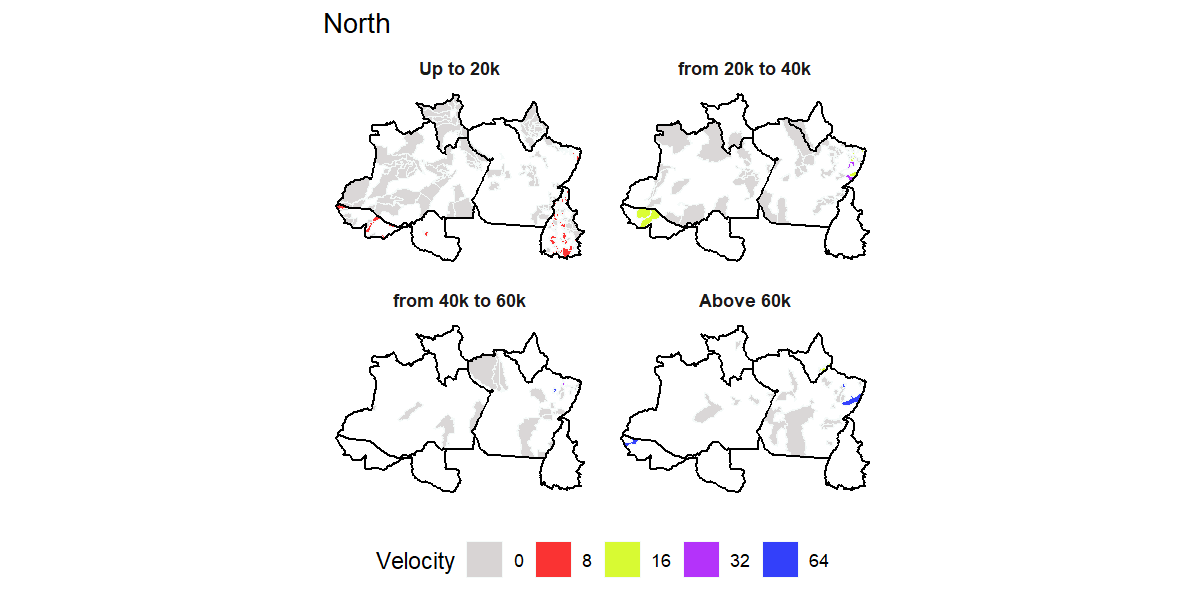 North
Up to 20k
from 20k to 40k
from 40k to 60k
Above 60k
Velocity 0 8 16 32 64